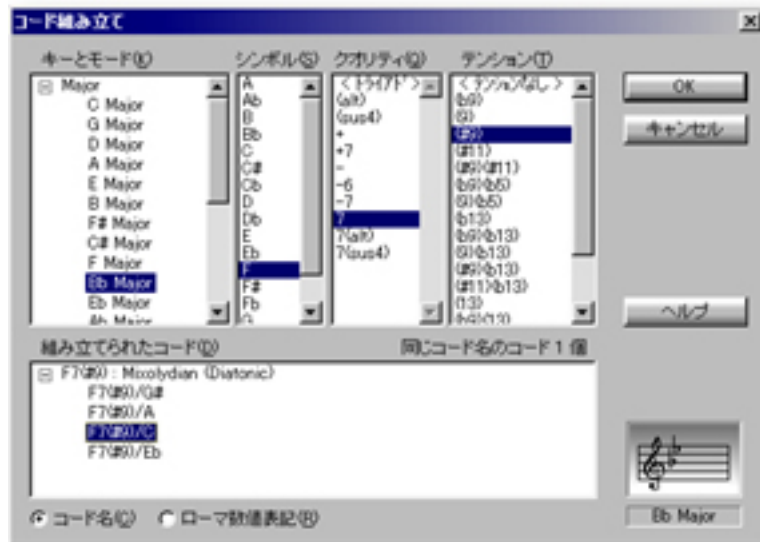 コード組み立て
キーとモード(K)
Major
C Major
G Major
D Major
A Major
E Major
B Major
F# Major
C# Major
F Major
Bb Major
Eb Major
Ab Major
シンボル(S)
A
Ab
B
Bb
C
C#
Cb
D
Db
E
Eb
F
F#
Fb
G
クオリティ(Q)
<トライアド>
(alt)
(sus4)
+
+7
-
-6
-7
7
7(alt)
7(sus4)
テンション(T)
<テンションなし>
(b9)
(9)
(#9)
(#11)
(#9)(#11)
(b9)(b5)
(9)(b5)
(b13)
(b9)(b13)
(9)(b13)
(#9)(b13)
(#11)(b13)
(13)
(b9)(13)
OK
キャンセル
ヘルプ
組み立てられたコード(D)
同じコード名のコード 1 個
F7(#9) : Mixolydian (Diatonic)
F7(#9)/G#
F7(#9)/A
F7(#9)/C
F7(#9)/Eb
コード名(C)
ローマ数値表記(R)
Bb Major